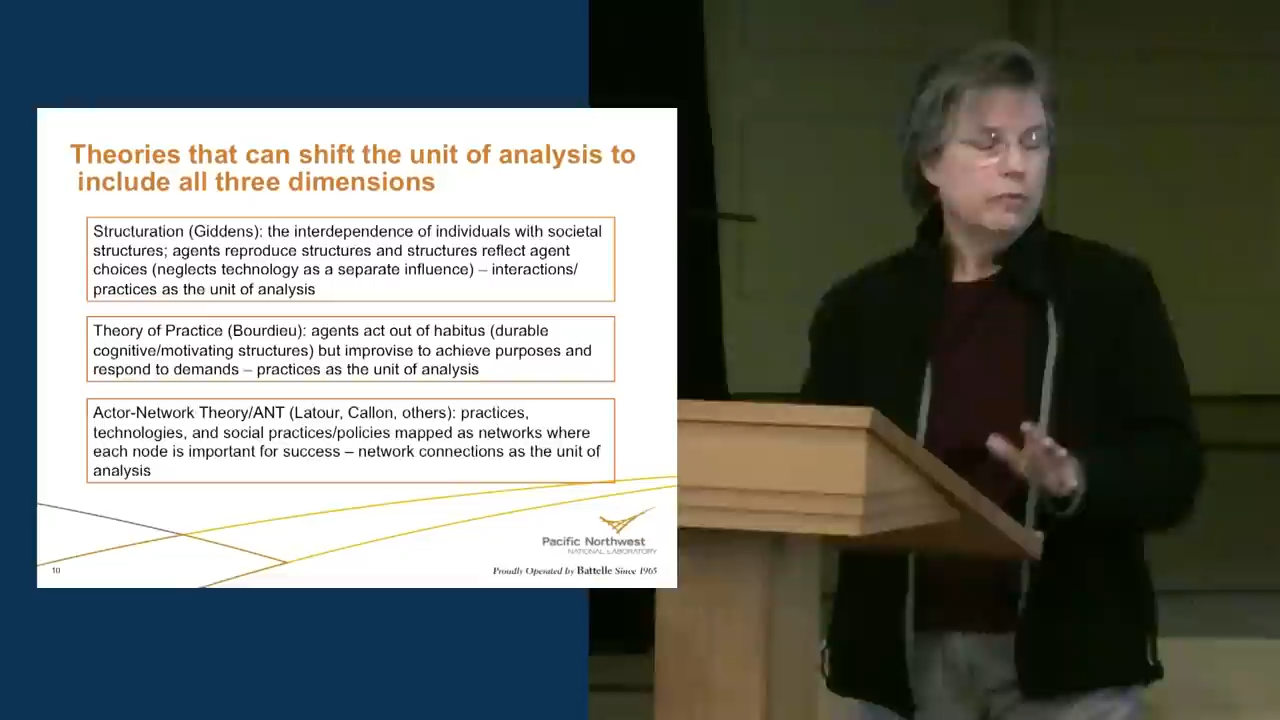 Theories that can shift the unit of analysis to
include all three dimensions
Structuration (Giddens): the interdependence of individuals with societal
structures; agents reproduce structures and structures reflect agent
choices (neglects technology as a separate influence) – interactions/
practices as the unit of analysis
Theory of Practice (Bourdieu): agents act out of habitus (durable
cognitive/motivating structures) but improvise to achieve purposes and
respond to demands – practices as the unit of analysis
Actor-Network Theory/ANT (Latour, Callon, others): practices,
technologies, and social practices/policies mapped as networks where
each node is important for success – network connections as the unit of
analysis
Pacific Northwest
NATIONAL LABORATORY
10
Proudly Operated by Battelle Since 1965